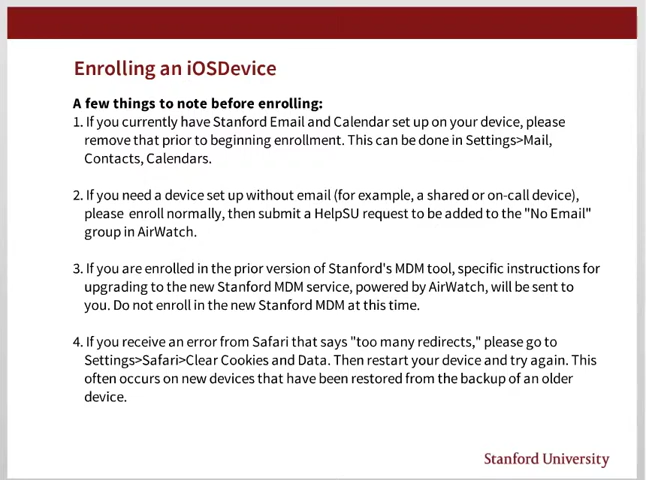 Enrolling an iOSDevice
A few things to note before enrolling:
1. If you currently have Stanford Email and Calendar set up on your device, please
remove that prior to beginning enrollment. This can be done in Settings>Mail,
Contacts, Calendars.
2. If you need a device set up without email (for example, a shared or on-call device),
please enroll normally, then submit a HelpSU request to be added to the "No Email"
group in AirWatch.
3. If you are enrolled in the prior version of Stanford's MDM tool, specific instructions for
upgrading to the new Stanford MDM service, powered by AirWatch, will be sent to
you. Do not enroll in the new Stanford MDM at this time.
4. If you receive an error from Safari that says "too many redirects," please go to
Settings>Safari>Clear Cookies and Data. Then restart your device and try again. This
often occurs on new devices that have been restored from the backup of an older
device.
Stanford University